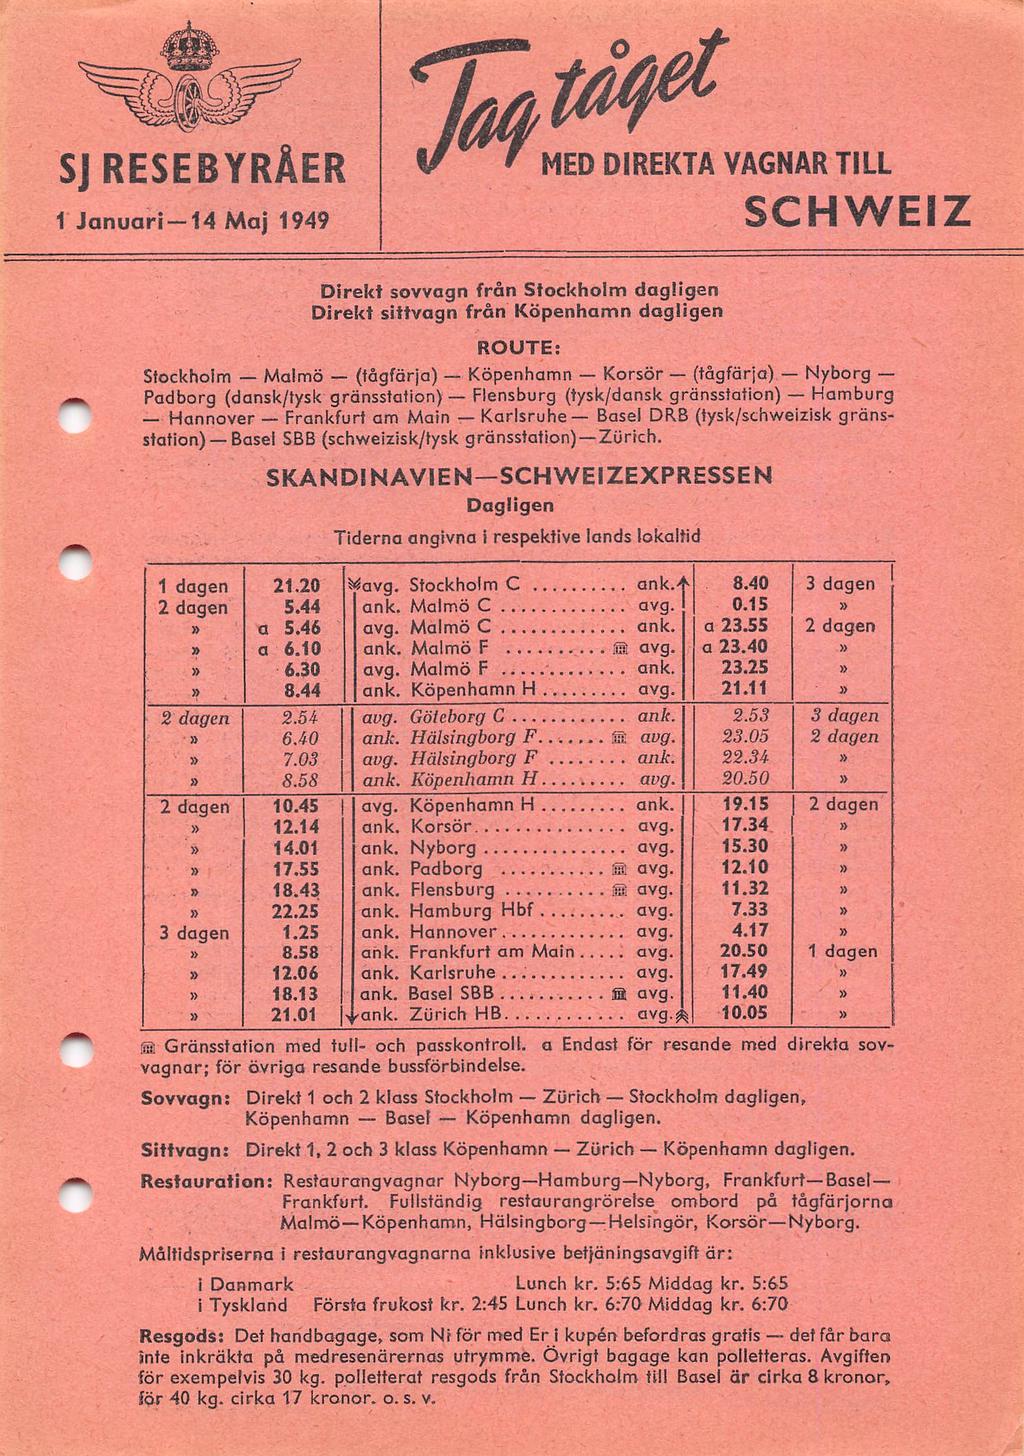 SJ RESEBYRÅER
1 Januari—14 Maj 1949
Tag tåget
MED DIREKTA VAGNAR TILL
SCHWEIZ
Direkt sovvagn från Stockholm dagligen
Direkt sittvagn från Köpenhamn dagligen
ROUTE:
Stockholm — Malmö — (tågfärja) — Köpenhamn — Korsör — (tågfärja) — Nyborg —
Padborg (dansk/tysk gränsstation) — Flensburg (tysk/dansk gränsstation) — Hamburg
— Hannover — Frankfurt am Main — Karlsruhe — Basel DRB (tysk/schweizisk gräns-
station) — Basel SBB (schweizisk/tysk gränsstation)—Zürich.
SKANDINAVIEN—SCHWEIZEXPRESSEN
Dagligen
Tiderna angivna i respektive lands lokaltid
1 dagen 21.20 avg. Stockholm C .......... ank. 8.40 3 dagen
2 dagen 5.44 ank. Malmö C ............ avg. 0.15 »
» a 5.46 avg. Malmö C ............ ank. a 23.55 2 dagen
» a 6.10 ank. Malmö F .......... avg. a 23.40 »
» 6.30 avg. Malmö F ............ ank. 23.25 »
» 8.44 ank. Köpenhamn H ......... avg. 21.11 »
2 dagen 2.54 avg. Göteborg C ............ ank. 2.53 3 dagen
» 6.40 ank. Hälsingborg F....... avg. 23.05 2 dagen
» 7.03 avg. Hälsingborg F ........ ank. 22.34 »
» 8.58 ank. Köpenhamn H......... avg. 20.50 »
2 dagen 10.45 avg. Köpenhamn H ......... ank. 19.15 2 dagen
» 12.14 ank. Korsör............... avg. 17.34 »
» 14.01 ank. Nyborg .............. avg. 15.30 »
» 17.55 ank. Padborg .......... avg. 12.10 »
» 18.43 ank. Flensburg .......... avg. 11.32 »
» 22.25 ank. Hamburg Hbf ......... avg. 7.33 »
3 dagen 1.25 ank. Hannover............. avg. 4.17 »
» 8.58 ank. Frankfurt am Main ..... avg. 20.50 1 dagen
» 12.06 ank. Karlsruhe ............ avg. 17.49 »
» 18.13 ank. Basel SBB .......... avg. 11.40 »
» 21.01 ank. Zürich HB............ avg. 10.05 »
Gränsstation med tull- och passkontroll. a Endast för resande med direkta sov-
vagnar; för övriga resande bussförbindelse.
Sovvagn: Direkt 1 och 2 klass Stockholm — Zürich — Stockholm dagligen,
Köpenhamn — Basel — Köpenhamn dagligen.
Sittvagn: Direkt 1, 2 och 3 klass Köpenhamn — Zürich — Köpenhamn dagligen.
Restauration: Restaurangvagnar Nyborg—Hamburg—Nyborg, Frankfurt—Basel—
Frankfurt. Fullständig restaurangrörelse ombord på tågfärjorna
Malmö—Köpenhamn, Hälsingborg—Helsingör, Korsör—Nyborg.
Måltidspriserna i restaurangvagnarna inklusive betjäningsavgift är:
i Danmark Lunch kr. 5:65 Middag kr. 5:65
i Tyskland Första frukost kr. 2:45 Lunch kr. 6:70 Middag kr. 6:70
Resgods: Det handbagage, som Ni för med Er i kupén befordras gratis — det får bara
inte inkräkta på medresenärernas utrymme. Övrigt bagage kan polletteras. Avgiften
för exempelvis 30 kg. polletterat resgods från Stockholm till Basel är cirka 8 kronor,
för 40 kg. cirka 17 kronor. o. s. v.